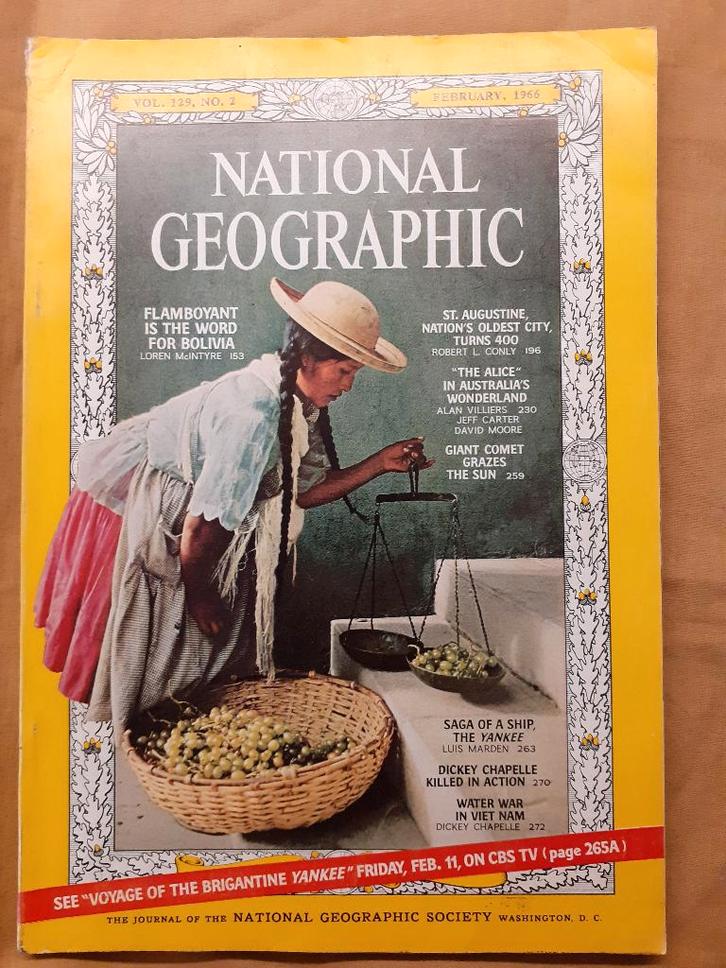 VOL. 129, NO. 2
FEBRUARY, 1966
NATIONAL
GEOGRAPHIC
FLAMBOYANT
IS THE WORD
FOR BOLIVIA
LOREN McINTYRE 153
ST. AUGUSTINE,
NATION'S OLDEST CITY,
TURNS 400
ROBERT L. CONLY 196
"THE ALICE"
IN AUSTRALIA'S
WONDERLAND
ALAN VILLIERS 230
JEFF CARTER
DAVID MOORE
GIANT COMET
GRAZES
THE SUN 259
SAGA OF A SHIP,
THE YANKEE
LUIS MARDEN 263
DICKEY CHAPELLE
KILLED IN ACTION 270
WATER WAR
IN VIET NAM
DICKEY CHAPELLE 272
SEE "VOYAGE OF THE BRIGANTINE YANKEE" FRIDAY, FEB. 11, ON CBS TV (page 265A)
THE JOURNAL OF THE NATIONAL GEOGRAPHIC SOCIETY WASHINGTON, D. C.